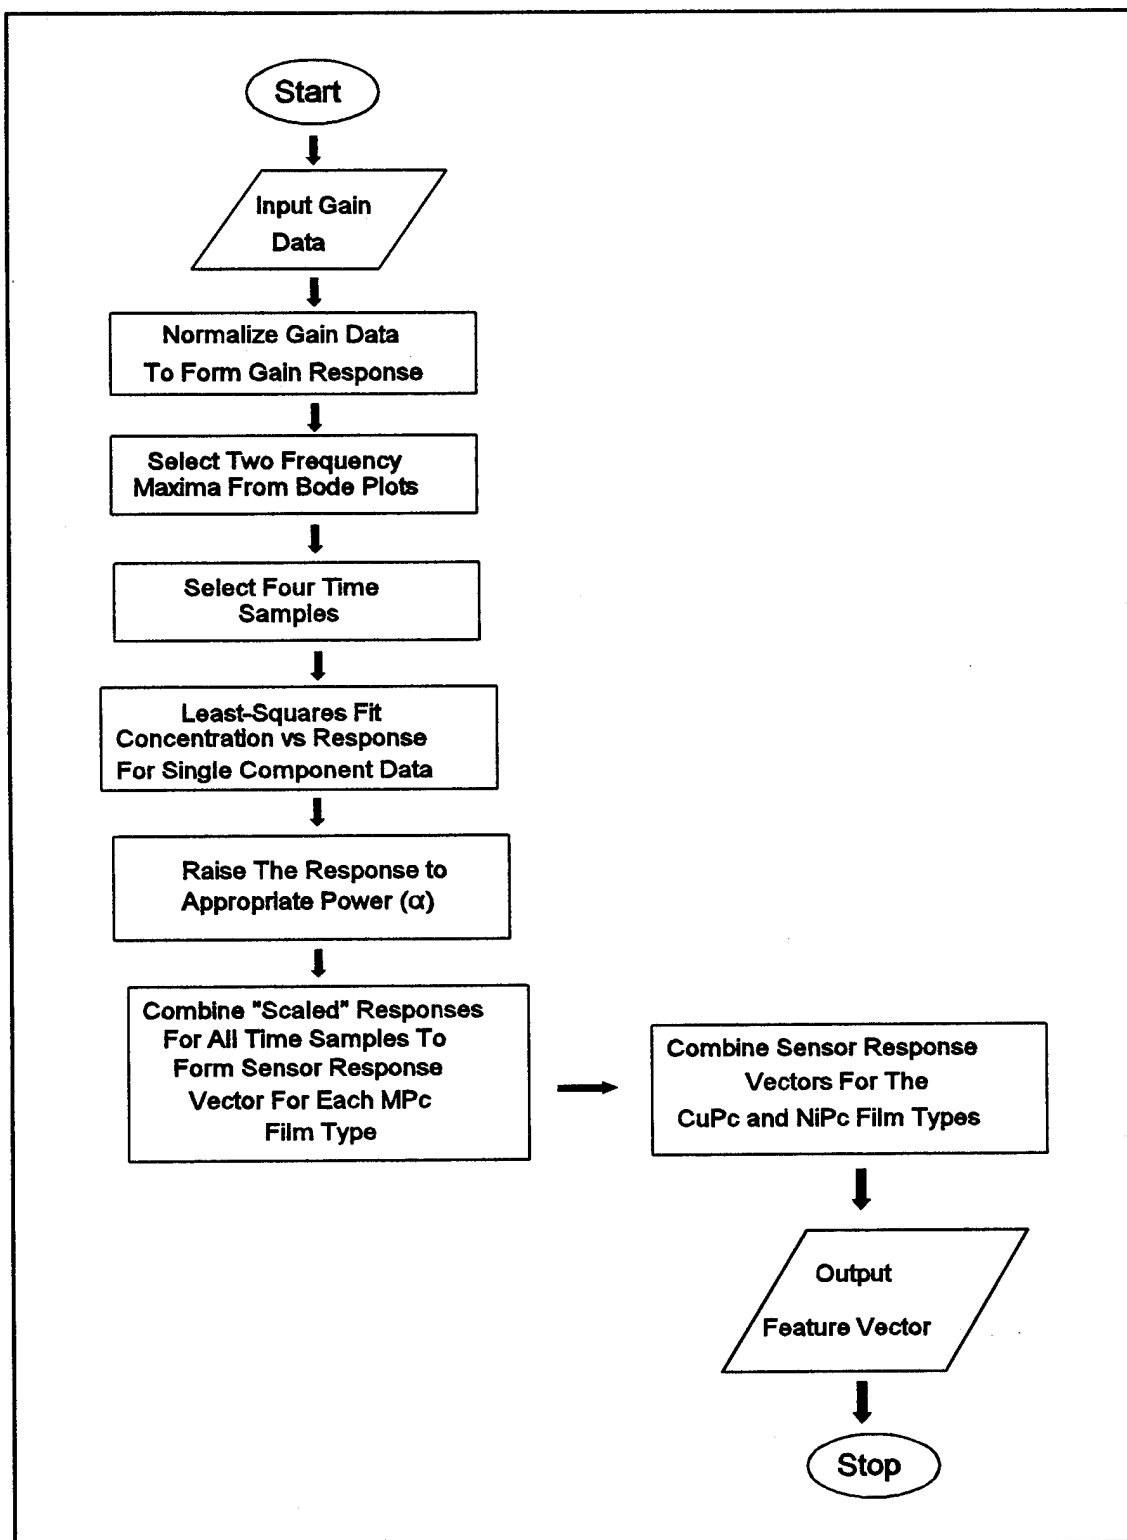 Start
Input Gain
Data
Normalize Gain Data
To Form Gain Response
Select Two Frequency
Maxima From Bode Plots
Select Four Time
Samples
Least-Squares Fit
Concentration vs Response
For Single Component Data
Raise The Response to
Appropriate Power (α)
Combine "Scaled" Responses
For All Time Samples To
Form Sensor Response
Vector For Each MPc
Film Type
Combine Sensor Response
Vectors For The
CuPc and NiPc Film Types
Output
Feature Vector
Stop